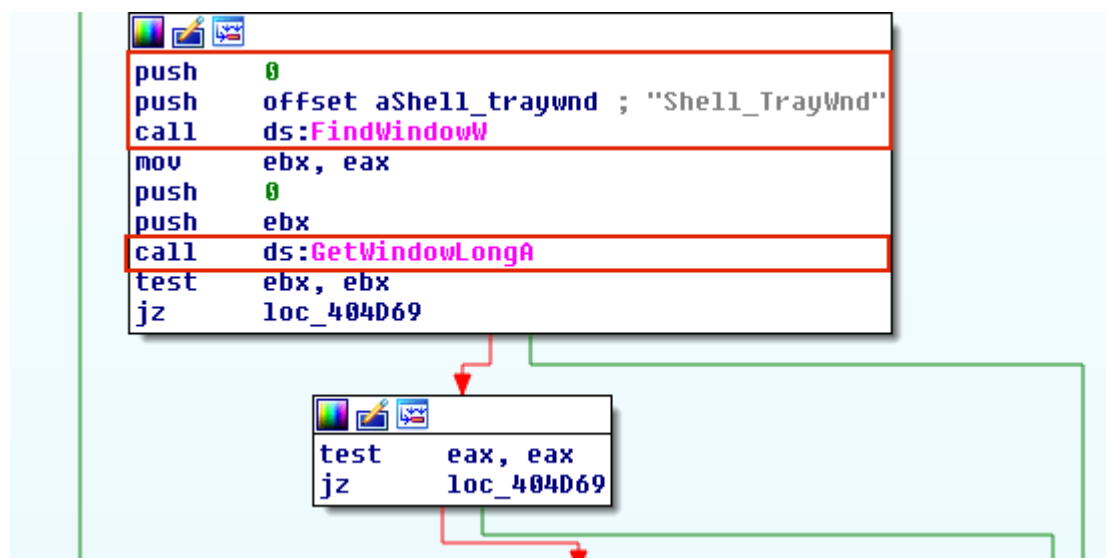 push 0
push offset aShell_traywnd ; "Shell_TrayWnd"
call ds:FindWindowW
mov ebx, eax
push 0
push ebx
call ds:GetWindowLongA
test ebx, ebx
jz loc_404D69
test eax, eax
jz loc_404D69